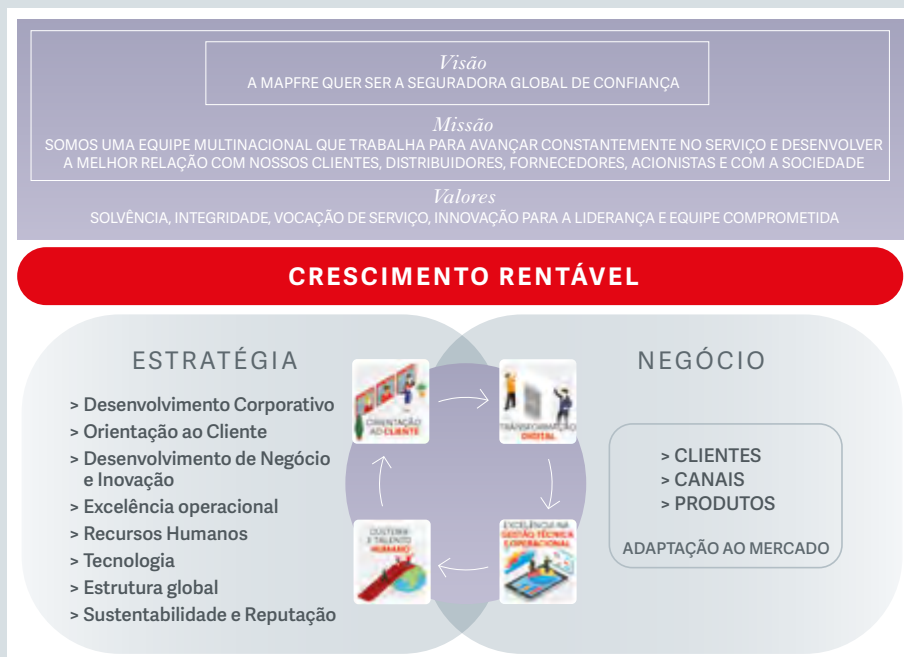 Visão
A MAPFRE QUER SER A SEGURADORA GLOBAL DE CONFIANÇA
Missão
SOMOS UMA EQUIPE MULTINACIONAL QUE TRABALHA PARA AVANÇAR CONSTANTEMENTE NO SERVIÇO E DESENVOLVER
A MELHOR RELAÇÃO COM NOSSOS CLIENTES, DISTRIBUIDORES, FORNECEDORES, ACIONISTAS E COM A SOCIEDADE
Valores
SOLVÊNCIA, INTEGRIDADE, VOCAÇÃO DE SERVIÇO, INNOVAÇÃO PARA A LIDERANÇA E EQUIPE COMPROMETIDA
CRESCIMENTO RENTÁVEL
ESTRATÉGIA
> Desenvolvimento Corporativo
> Orientação ao Cliente
> Desenvolvimento de Negócio
e Inovação
> Excelência operacional
> Recursos Humanos
> Tecnologia
> Estrutura global
> Sustentabilidade e Reputação
ORIENTAÇÃO
AO CLIENTE
TRANSFORMAÇÃO
DIGITAL
E TALENTO
HUMANO
EXCELÊNCIA NA
GESTÃO TÉCNICA
E OPERACIONAL
NEGÓCIO
> CLIENTES
> CANAIS
> PRODUTOS
ADAPTAÇÃO AO MERCADO